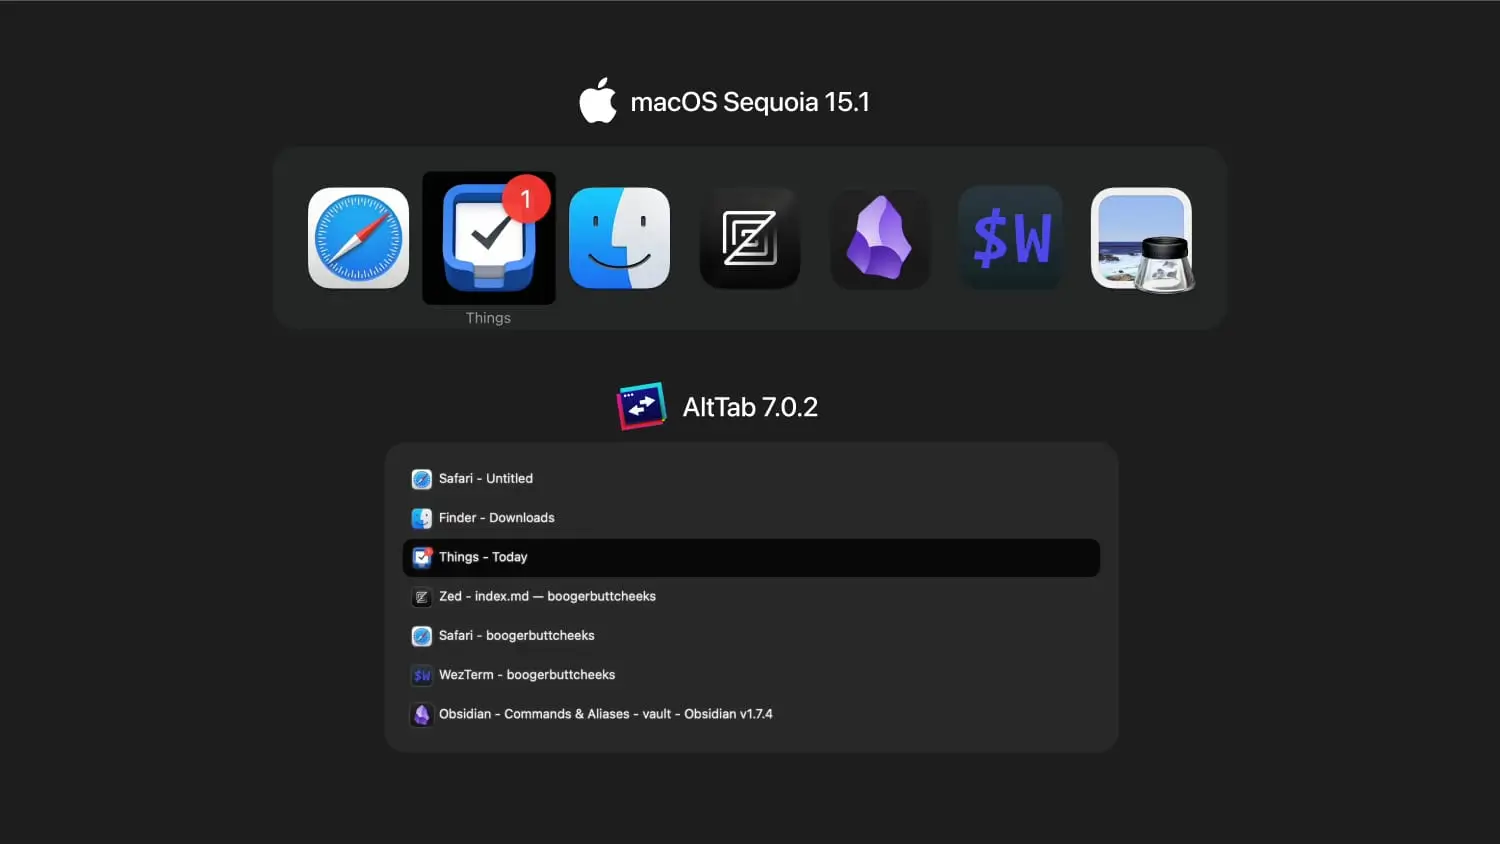 macOS Sequoia 15.1
1
$W
Things
AltTab 7.0.2
Safari - Untitled
Finder - Downloads
Things - Today
Zed - index.md — boogerbuttcheeks
Safari - boogerbuttcheeks
$W
WezTerm - boogerbuttcheeks
Obsidian - Commands & Aliases - vault - Obsidian v1.7.4